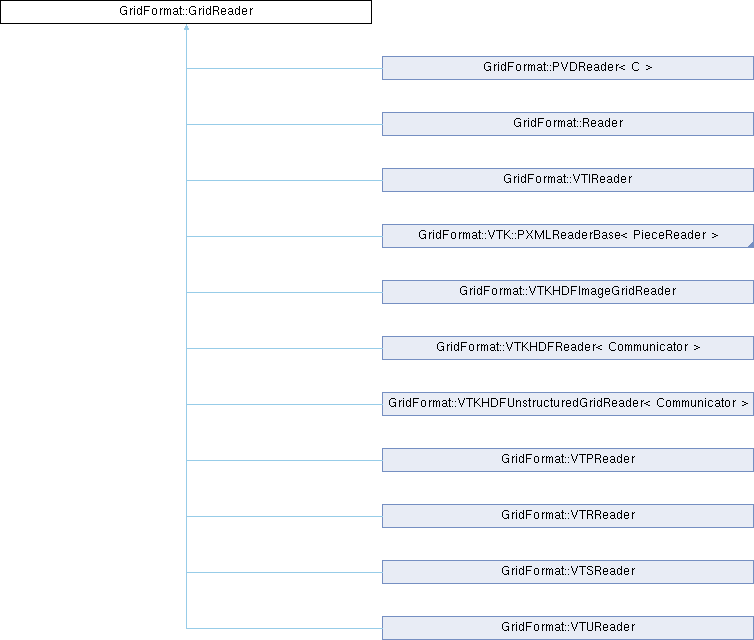 GridFormat::GridReader
GridFormat::PVDReader< C >
GridFormat::Reader
GridFormat::VTIReader
GridFormat::VTK::PXMLReaderBase< PieceReader >
GridFormat::VTKHDFImageGridReader
GridFormat::VTKHDFReader< Communicator >
GridFormat::VTKHDFUnstructuredGridReader< Communicator >
GridFormat::VTPReader
GridFormat::VTRReader
GridFormat::VTSReader
GridFormat::VTUReader